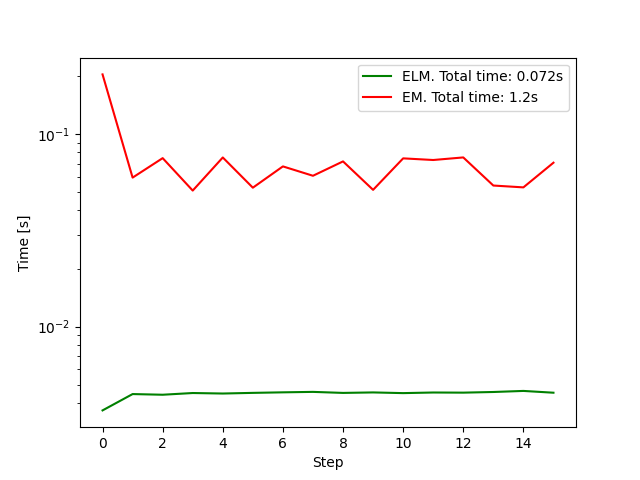 ELM. Total time: 0.072s
EM. Total time: 1.2s
10⁻¹
10⁻²
Time [s]
0 2 4 6 8 10 12 14
Step